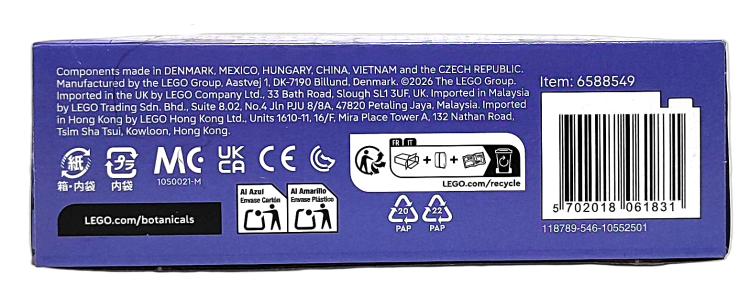 Components made in DENMARK, MEXICO, HUNGARY, CHINA, VIETNAM and the CZECH REPUBLIC.
Manufactured by the LEGO Group, Aastvej 1, DK-7190 Billund, Denmark. ©2026 The LEGO Group.
Imported in the UK by LEGO Company Ltd., 33 Bath Road, Slough SL1 3UF, UK. Imported in Malaysia
by LEGO Trading Sdn. Bhd., Suite 8.02, No.4 Jln PJU 8/8A, 47820 Petaling Jaya, Malaysia. Imported
in Hong Kong by LEGO Hong Kong Ltd., Units 1610-11, 16/F, Mira Place Tower A, 132 Nathan Road,
Tsim Sha Tsui, Kowloon, Hong Kong.
Item: 6588549
紙
箱・内袋
プラ
内袋
MC
1050021-M
UK
CA
CE
FR IT
LEGO.com/recycle
Al Azul
Envase Cartón
Al Amarillo
Envase Plástico
20
PAP
22
PAP
LEGO.com/botanicals
5 702018 061831
118789-546-10552501